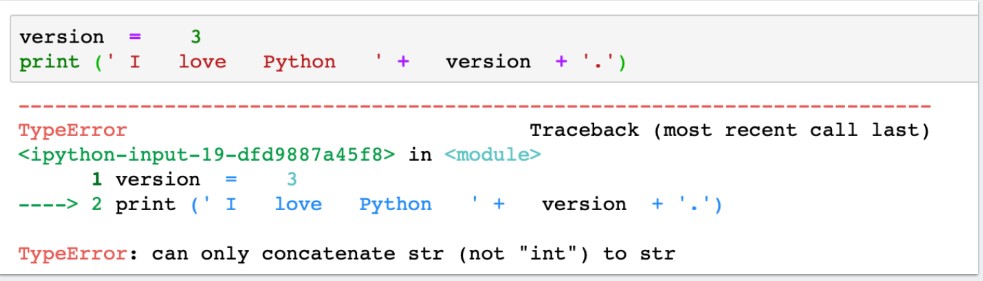 version = 3
print (' I love Python ' + version + '.')
---------------------------------------------------------------------------
TypeError Traceback (most recent call last)
<ipython-input-19-dfd9887a45f8> in <module>
1 version = 3
----> 2 print (' I love Python ' + version + '.')
TypeError: can only concatenate str (not "int") to str